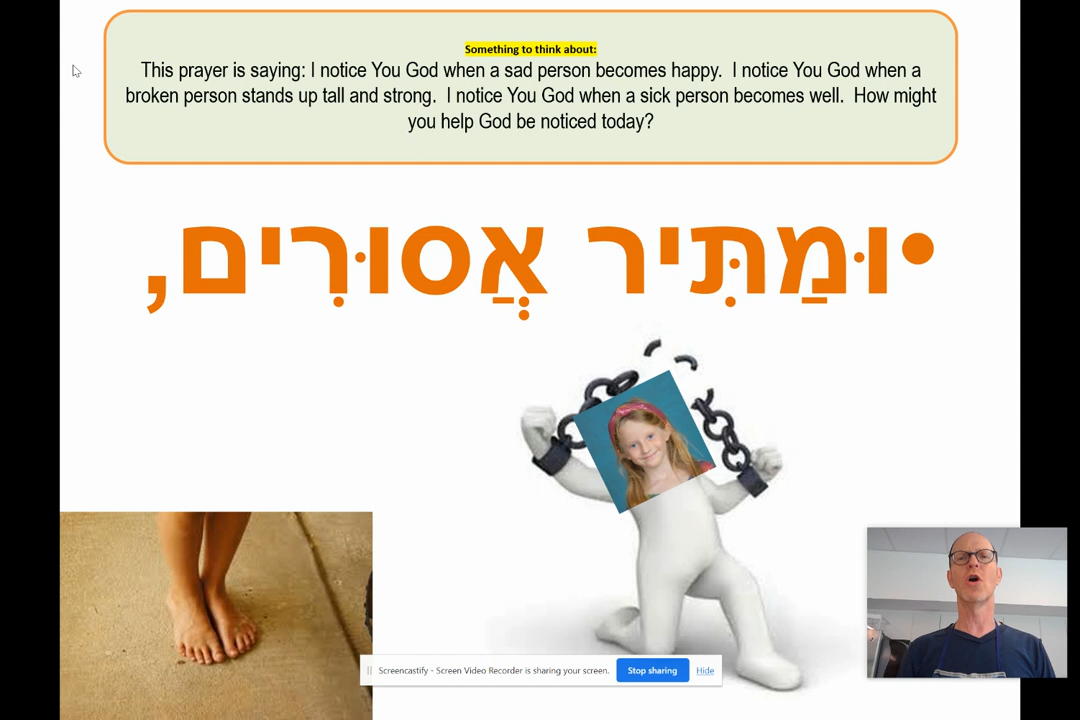 Something to think about:
This prayer is saying: I notice You God when a sad person becomes happy.  I notice You God when a
broken person stands up tall and strong.  I notice You God when a sick person becomes well.  How might
you help God be noticed today?
•וּמַתִּיר אֲסוּרִים,
Screencastify - Screen Video Recorder is sharing your screen.
Stop sharing
Hide